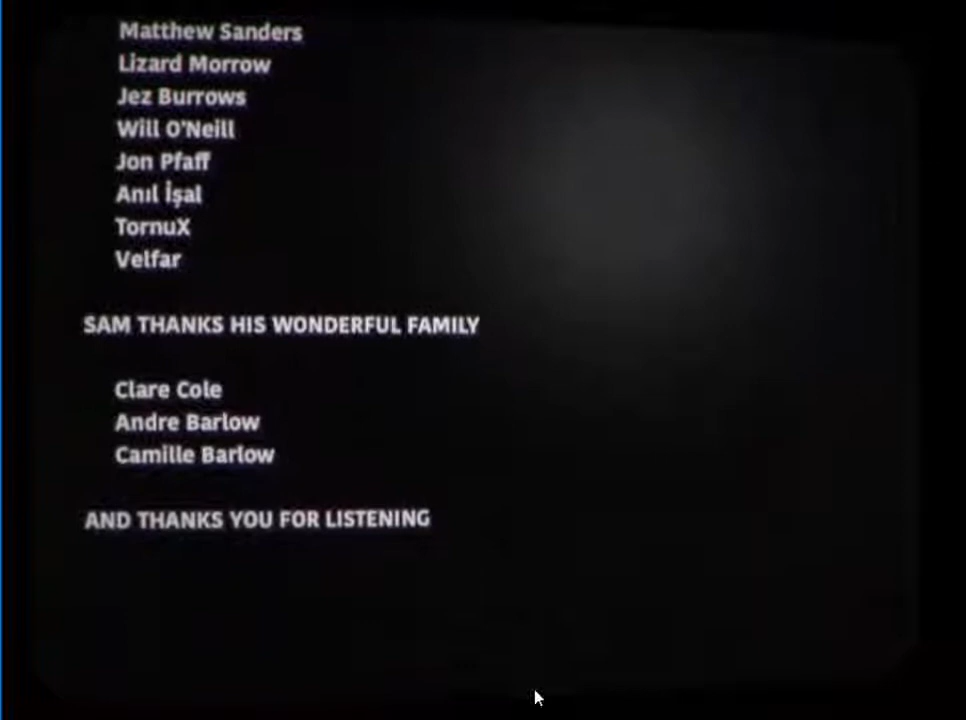 Matthew Sanders
Lizard Morrow
Jez Burrows
Will O'Neill
Jon Pfaff
Anıl İşal
TornuX
Velfar
SAM THANKS HIS WONDERFUL FAMILY
Clare Cole
Andre Barlow
Camille Barlow
AND THANKS YOU FOR LISTENING